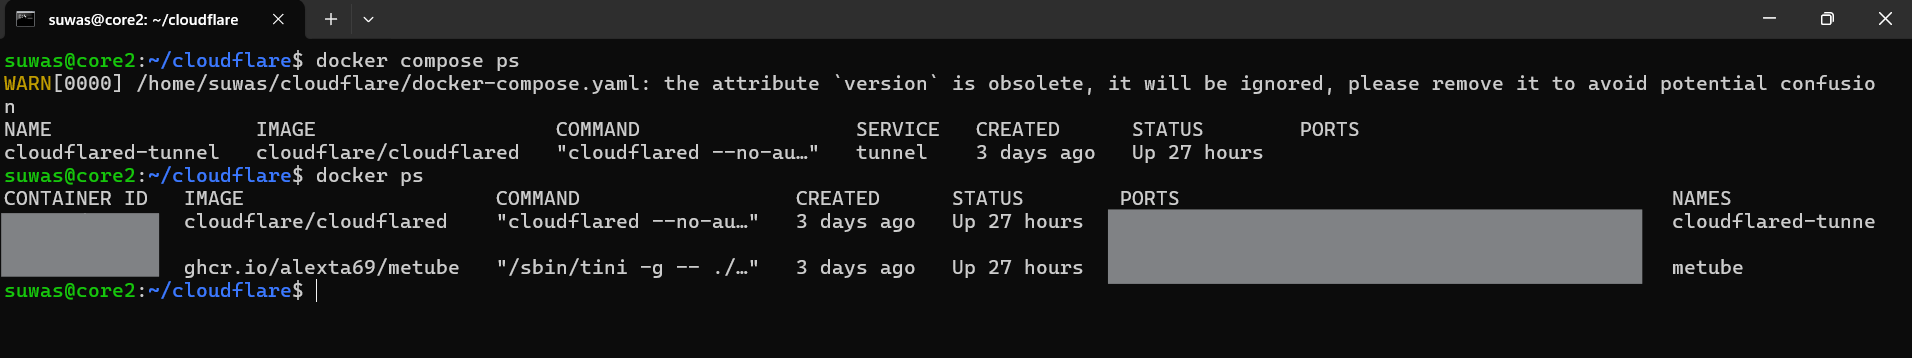 suwas@core2: ~/cloudflare
suwas@core2:~/cloudflare$ docker compose ps
WARN[0000] /home/suwas/cloudflare/docker-compose.yaml: the attribute `version` is obsolete, it will be ignored, please remove it to avoid potential confusio
n
NAME IMAGE COMMAND SERVICE CREATED STATUS PORTS
cloudflared-tunnel cloudflare/cloudflared "cloudflared --no-au…" tunnel 3 days ago Up 27 hours
suwas@core2:~/cloudflare$ docker ps
CONTAINER ID IMAGE COMMAND CREATED STATUS PORTS NAMES
cloudflare/cloudflared "cloudflared --no-au…" 3 days ago Up 27 hours cloudflared-tunne
ghcr.io/alexta69/metube "/sbin/tini -g -- ./…" 3 days ago Up 27 hours metube
suwas@core2:~/cloudflare$